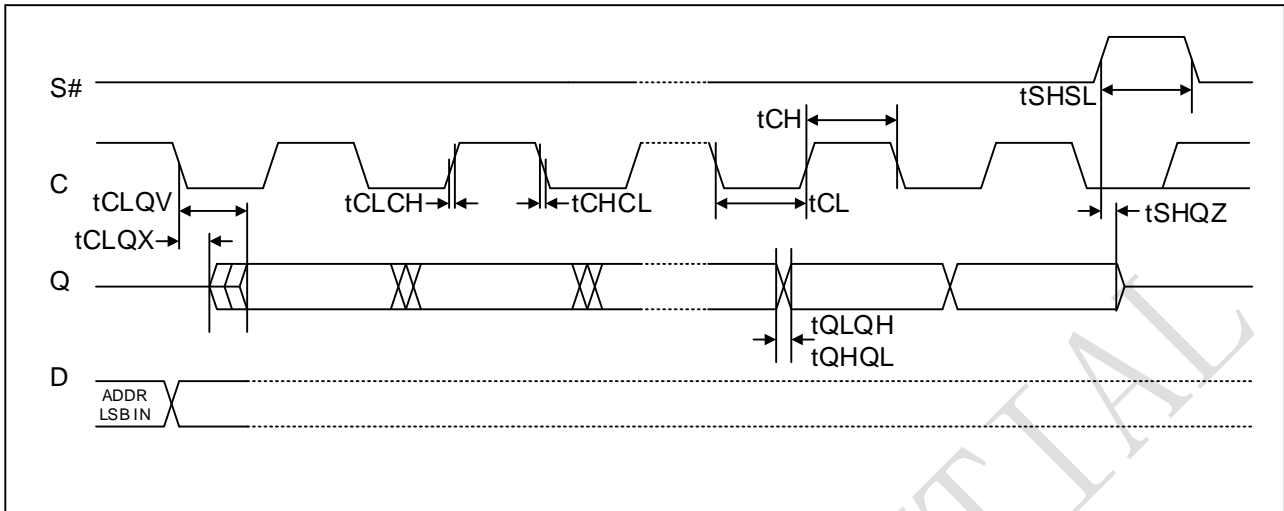 S#
tSHSL
tCH
C
tCLQV
tCLCH
tCHCL
tCL
tSHQZ
tCLQX
Q
tQLQH
tQHQL
D
ADDR
LSB IN